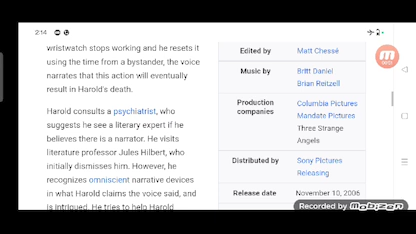 2:14
wristwatch stops working and he resets it
using the time from a bystander, the voice
narrates that this action will eventually
result in Harold's death.
Harold consults a psychiatrist, who
suggests he see a literary expert if he
believes there is a narrator. He visits
literature professor Jules Hilbert, who
initially dismisses him. However, he
recognizes omniscient narrative devices
in what Harold claims the voice said, and
is intrigued. He tries to help Harold
Edited by Matt Chessé
Music by Britt Daniel
Brian Reitzell
Production companies Columbia Pictures
Mandate Pictures
Three Strange
Angels
Distributed by Sony Pictures
Releasing
Release date November 10, 2006
Recorded by Mobizen